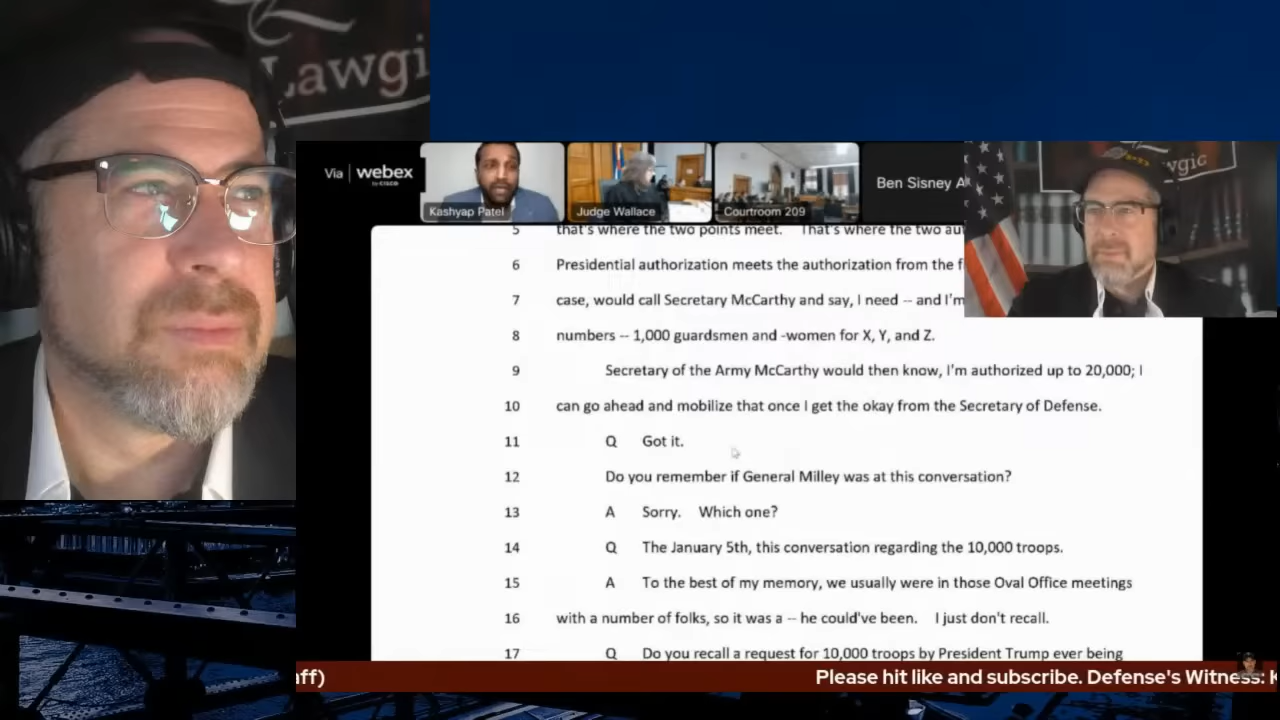 Lawgi
Via | webex
by CISCO
Kashyap Patel
Judge Wallace
Courtroom 209
Ben Sisney A
wgic
5 that's where the two points meet. That's where the two au
6 Presidential authorization meets the authorization from the f
7 case, would call Secretary McCarthy and say, I need -- and I'm
8 numbers -- 1,000 guardsmen and -women for X, Y, and Z.
9 Secretary of the Army McCarthy would then know, I'm authorized up to 20,000; I
10 can go ahead and mobilize that once I get the okay from the Secretary of Defense.
11 Q Got it.
12 Do you remember if General Milley was at this conversation?
13 A Sorry. Which one?
14 Q The January 5th, this conversation regarding the 10,000 troops.
15 A To the best of my memory, we usually were in those Oval Office meetings
16 with a number of folks, so it was a -- he could've been. I just don't recall.
17 Q Do you recall a request for 10,000 troops by President Trump ever being
ff) Please hit like and subscribe. Defense's Witness: K